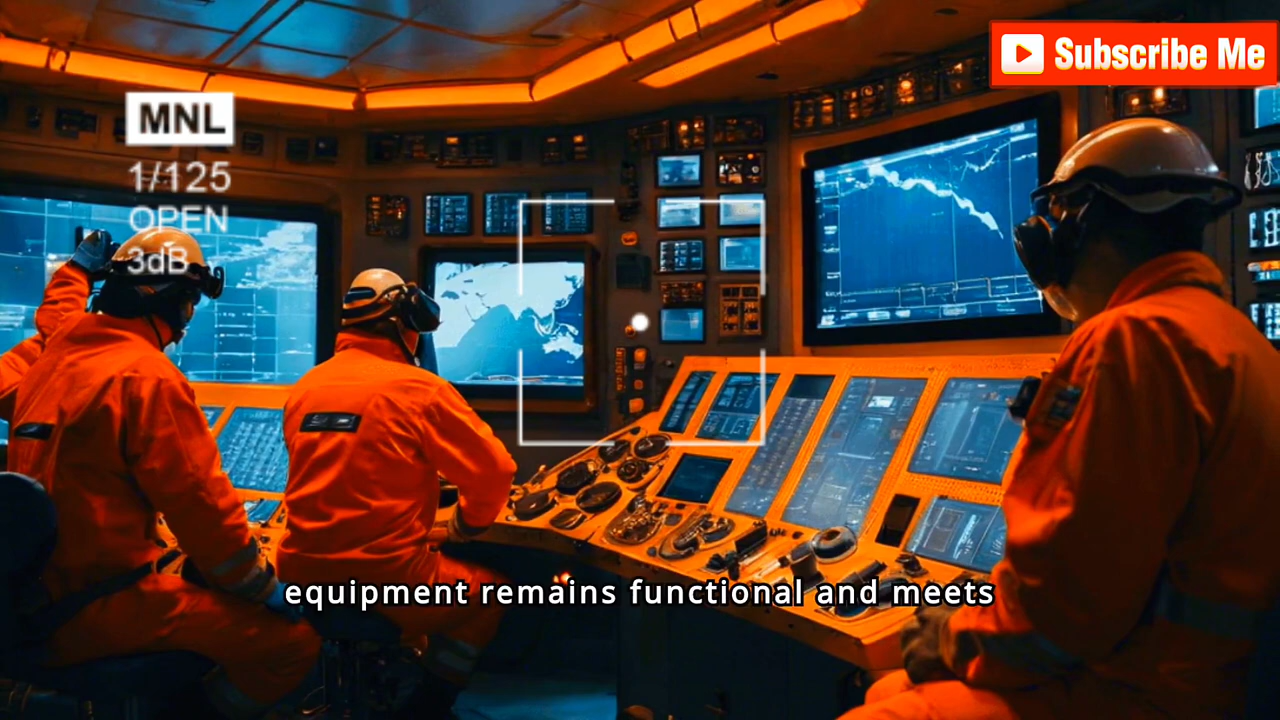 Subscribe Me
MNL
1/125
OPEN
3dB
equipment remains functional and meets